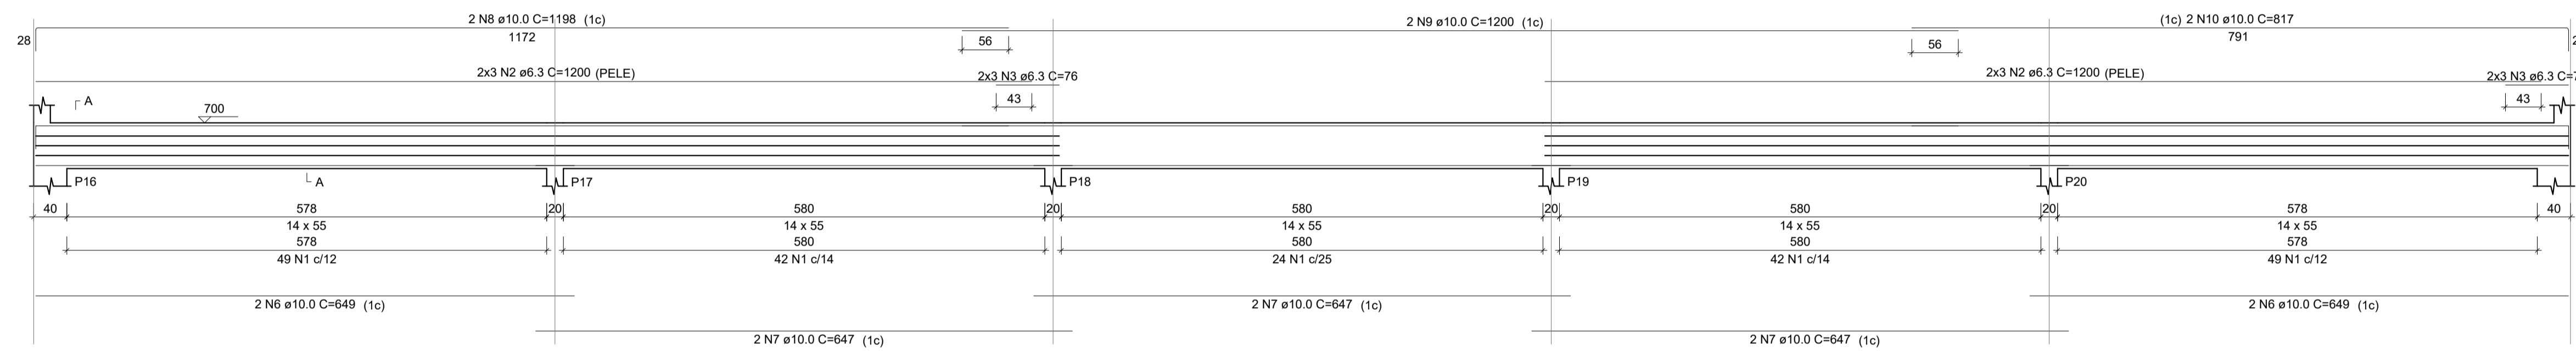 2 N8 ø10.0 C=1198 (1c)
2 N9 ø10.0 C=1200 (1c)
(1c) 2 N10 ø10.0 C=817
28
1172
56
56
791
2x3 N2 ø6.3 C=1200 (PELE)
2x3 N3 ø6.3 C=76
2x3 N2 ø6.3 C=1200 (PELE)
2x3 N3 ø6.3 C=
43
43
A
700
P16
A
P17
P18
P19
P20
40
578
20
580
20
580
20
580
20
578
40
14 x 55
14 x 55
14 x 55
14 x 55
14 x 55
578
580
580
580
578
49 N1 c/12
42 N1 c/14
24 N1 c/25
42 N1 c/14
49 N1 c/12
2 N6 ø10.0 C=649 (1c)
2 N7 ø10.0 C=647 (1c)
2 N6 ø10.0 C=649 (1c)
2 N7 ø10.0 C=647 (1c)
2 N7 ø10.0 C=647 (1c)